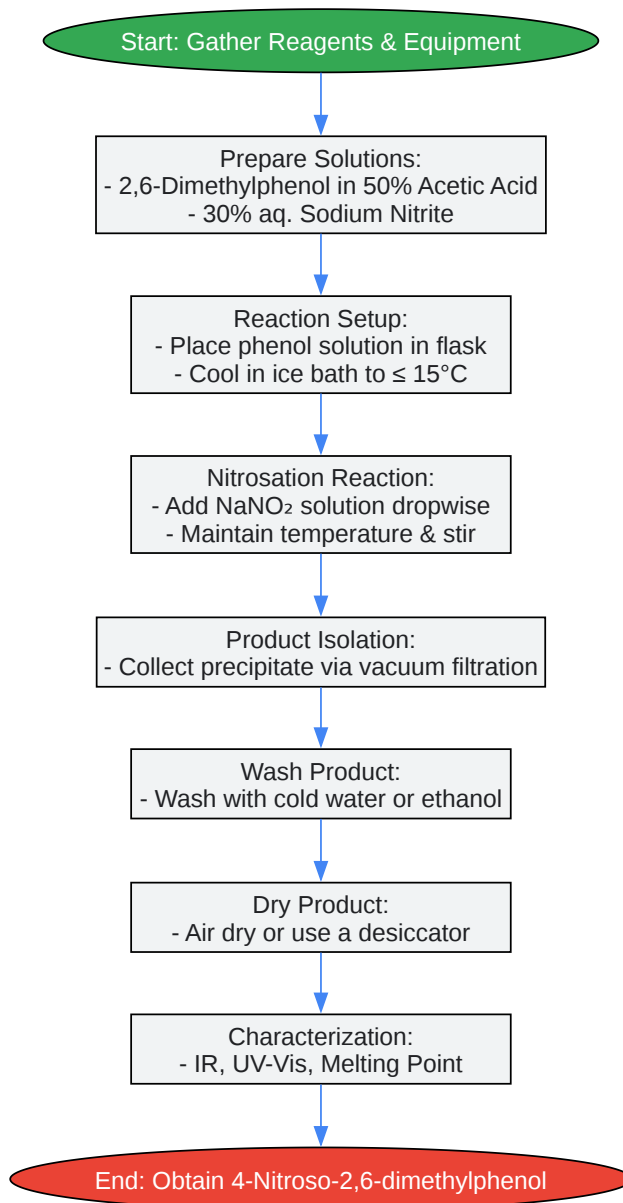 Start: Gather Reagents & Equipment
Prepare Solutions:
- 2,6-Dimethylphenol in 50% Acetic Acid
- 30% aq. Sodium Nitrite
Reaction Setup:
- Place phenol solution in flask
- Cool in ice bath to ≤ 15°C
Nitrosation Reaction:
- Add NaNO₂ solution dropwise
- Maintain temperature & stir
Product Isolation:
- Collect precipitate via vacuum filtration
Wash Product:
- Wash with cold water or ethanol
Dry Product:
- Air dry or use a desiccator
Characterization:
- IR, UV-Vis, Melting Point
End: Obtain 4-Nitroso-2,6-dimethylphenol